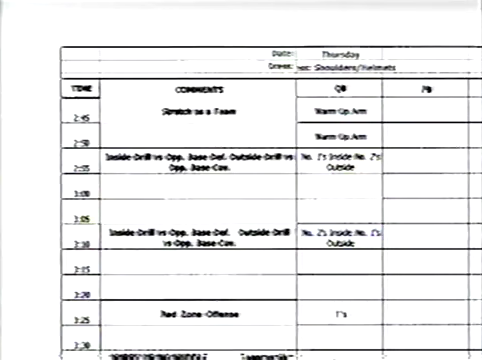 Date: Thursday
Dress: Shoulders/Helmets
TIME COMMENTS QB
Stretch as a Team Warm-Up Arm
2:45
Warm-Up Arm
2:50
Inside-Drill vs Opp. Base-Def. Outside-Drill vs No. 1's Inside No. 2's
2:55 Opp. Base-Cov. Outside
3:00
3:05
Inside-Drill vs Opp. Base-Def. Outside-Drill No. 2's Inside No. 1's
3:10 vs Opp. Base-Cov. Outside
3:15
3:20
Red Zone-Offense 1's
3:25
3:30